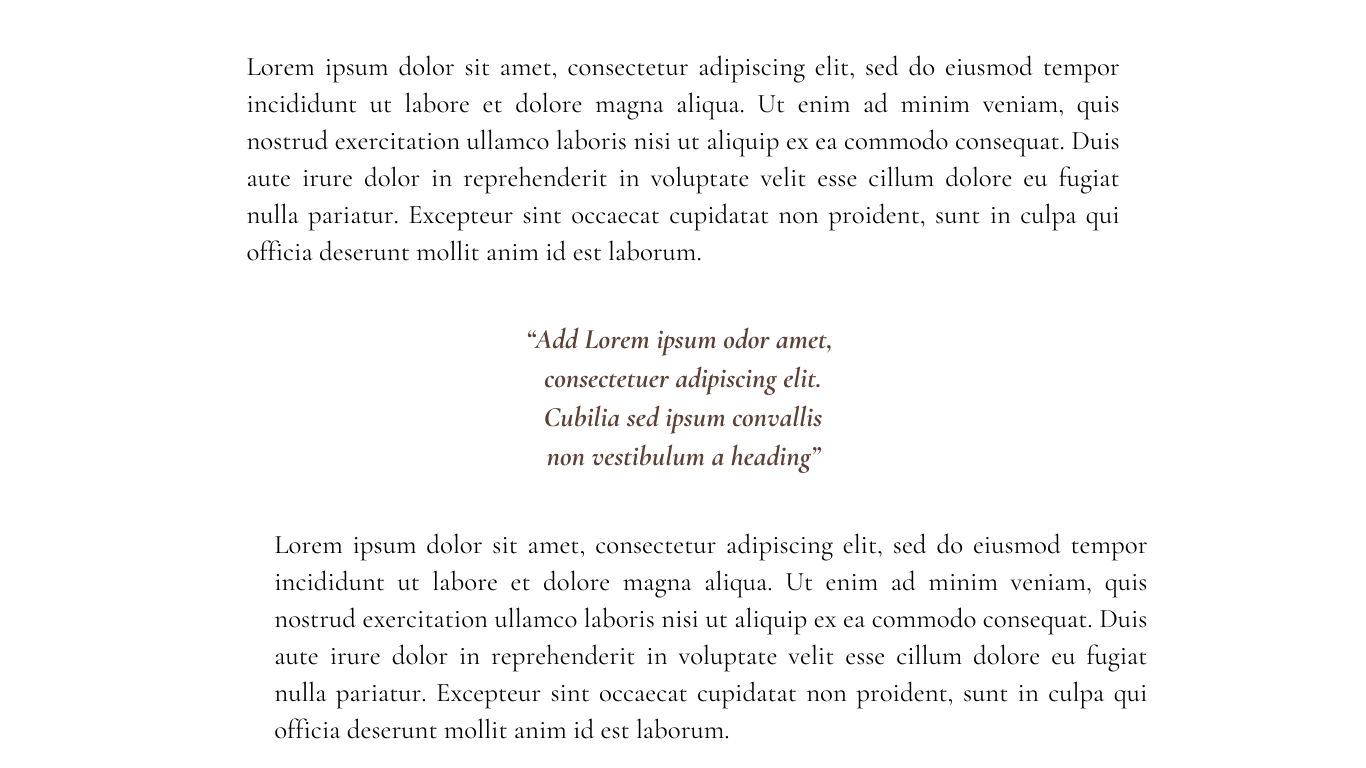 Lorem ipsum dolor sit amet, consectetur adipiscing elit, sed do eiusmod tempor
incididunt ut labore et dolore magna aliqua. Ut enim ad minim veniam, quis
nostrud exercitation ullamco laboris nisi ut aliquip ex ea commodo consequat. Duis
aute irure dolor in reprehenderit in voluptate velit esse cillum dolore eu fugiat
nulla pariatur. Excepteur sint occaecat cupidatat non proident, sunt in culpa qui
officia deserunt mollit anim id est laborum.
“Add Lorem ipsum odor amet,
consectetuer adipiscing elit.
Cubilia sed ipsum convallis
non vestibulum a heading”
Lorem ipsum dolor sit amet, consectetur adipiscing elit, sed do eiusmod tempor
incididunt ut labore et dolore magna aliqua. Ut enim ad minim veniam, quis
nostrud exercitation ullamco laboris nisi ut aliquip ex ea commodo consequat. Duis
aute irure dolor in reprehenderit in voluptate velit esse cillum dolore eu fugiat
nulla pariatur. Excepteur sint occaecat cupidatat non proident, sunt in culpa qui
officia deserunt mollit anim id est laborum.